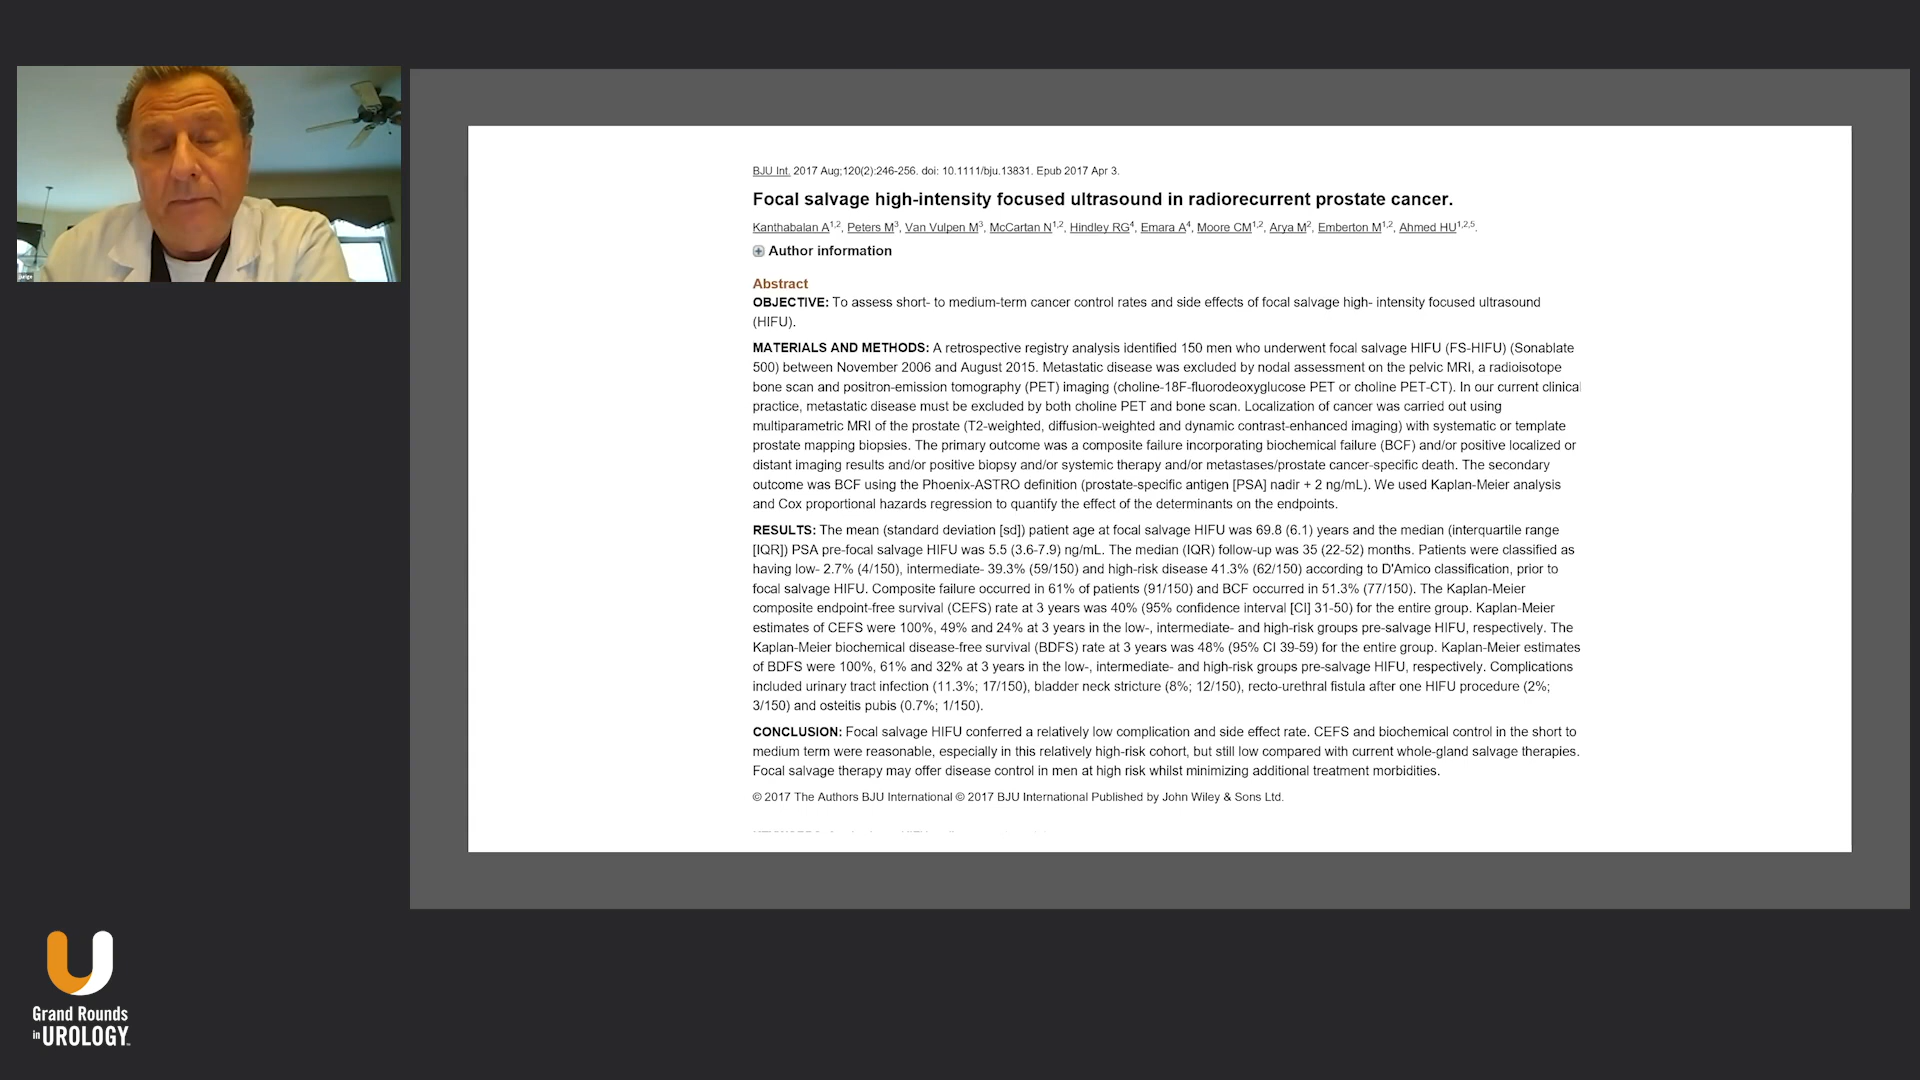 BJU Int. 2017 Aug;120(2):246-256. doi: 10.1111/bju.13831. Epub 2017 Apr 3.
Focal salvage high-intensity focused ultrasound in radiorecurrent prostate cancer.
Kanthabalan A1,2, Peters M3, Van Vulpen M3, McCartan N1,2, Hindley RG4, Emara A4, Moore CM1,2, Arya M2, Emberton M1,2, Ahmed HU1,2,5.
Author information
Abstract
OBJECTIVE: To assess short- to medium-term cancer control rates and side effects of focal salvage high- intensity focused ultrasound
(HIFU).
MATERIALS AND METHODS: A retrospective registry analysis identified 150 men who underwent focal salvage HIFU (FS-HIFU) (Sonablate
500) between November 2006 and August 2015. Metastatic disease was excluded by nodal assessment on the pelvic MRI, a radioisotope
bone scan and positron-emission tomography (PET) imaging (choline-18F-fluorodeoxyglucose PET or choline PET-CT). In our current clinical
practice, metastatic disease must be excluded by both choline PET and bone scan. Localization of cancer was carried out using
multiparametric MRI of the prostate (T2-weighted, diffusion-weighted and dynamic contrast-enhanced imaging) with systematic or template
prostate mapping biopsies. The primary outcome was a composite failure incorporating biochemical failure (BCF) and/or positive localized or
distant imaging results and/or positive biopsy and/or systemic therapy and/or metastases/prostate cancer-specific death. The secondary
outcome was BCF using the Phoenix-ASTRO definition (prostate-specific antigen [PSA] nadir + 2 ng/mL). We used Kaplan-Meier analysis
and Cox proportional hazards regression to quantify the effect of the determinants on the endpoints.
RESULTS: The mean (standard deviation [sd]) patient age at focal salvage HIFU was 69.8 (6.1) years and the median (interquartile range
[IQR]) PSA pre-focal salvage HIFU was 5.5 (3.6-7.9) ng/mL. The median (IQR) follow-up was 35 (22-52) months. Patients were classified as
having low- 2.7% (4/150), intermediate- 39.3% (59/150) and high-risk disease 41.3% (62/150) according to D'Amico classification, prior to
focal salvage HIFU. Composite failure occurred in 61% of patients (91/150) and BCF occurred in 51.3% (77/150). The Kaplan-Meier
composite endpoint-free survival (CEFS) rate at 3 years was 40% (95% confidence interval [CI] 31-50) for the entire group. Kaplan-Meier
estimates of CEFS were 100%, 49% and 24% at 3 years in the low-, intermediate- and high-risk groups pre-salvage HIFU, respectively. The
Kaplan-Meier biochemical disease-free survival (BDFS) rate at 3 years was 48% (95% CI 39-59) for the entire group. Kaplan-Meier estimates
of BDFS were 100%, 61% and 32% at 3 years in the low-, intermediate- and high-risk groups pre-salvage HIFU, respectively. Complications
included urinary tract infection (11.3%; 17/150), bladder neck stricture (8%; 12/150), recto-urethral fistula after one HIFU procedure (2%;
3/150) and osteitis pubis (0.7%; 1/150).
CONCLUSION: Focal salvage HIFU conferred a relatively low complication and side effect rate. CEFS and biochemical control in the short to
medium term were reasonable, especially in this relatively high-risk cohort, but still low compared with current whole-gland salvage therapies.
Focal salvage therapy may offer disease control in men at high risk whilst minimizing additional treatment morbidities.
© 2017 The Authors BJU International © 2017 BJU International Published by John Wiley & Sons Ltd.
Grand Rounds
in UROLOGY